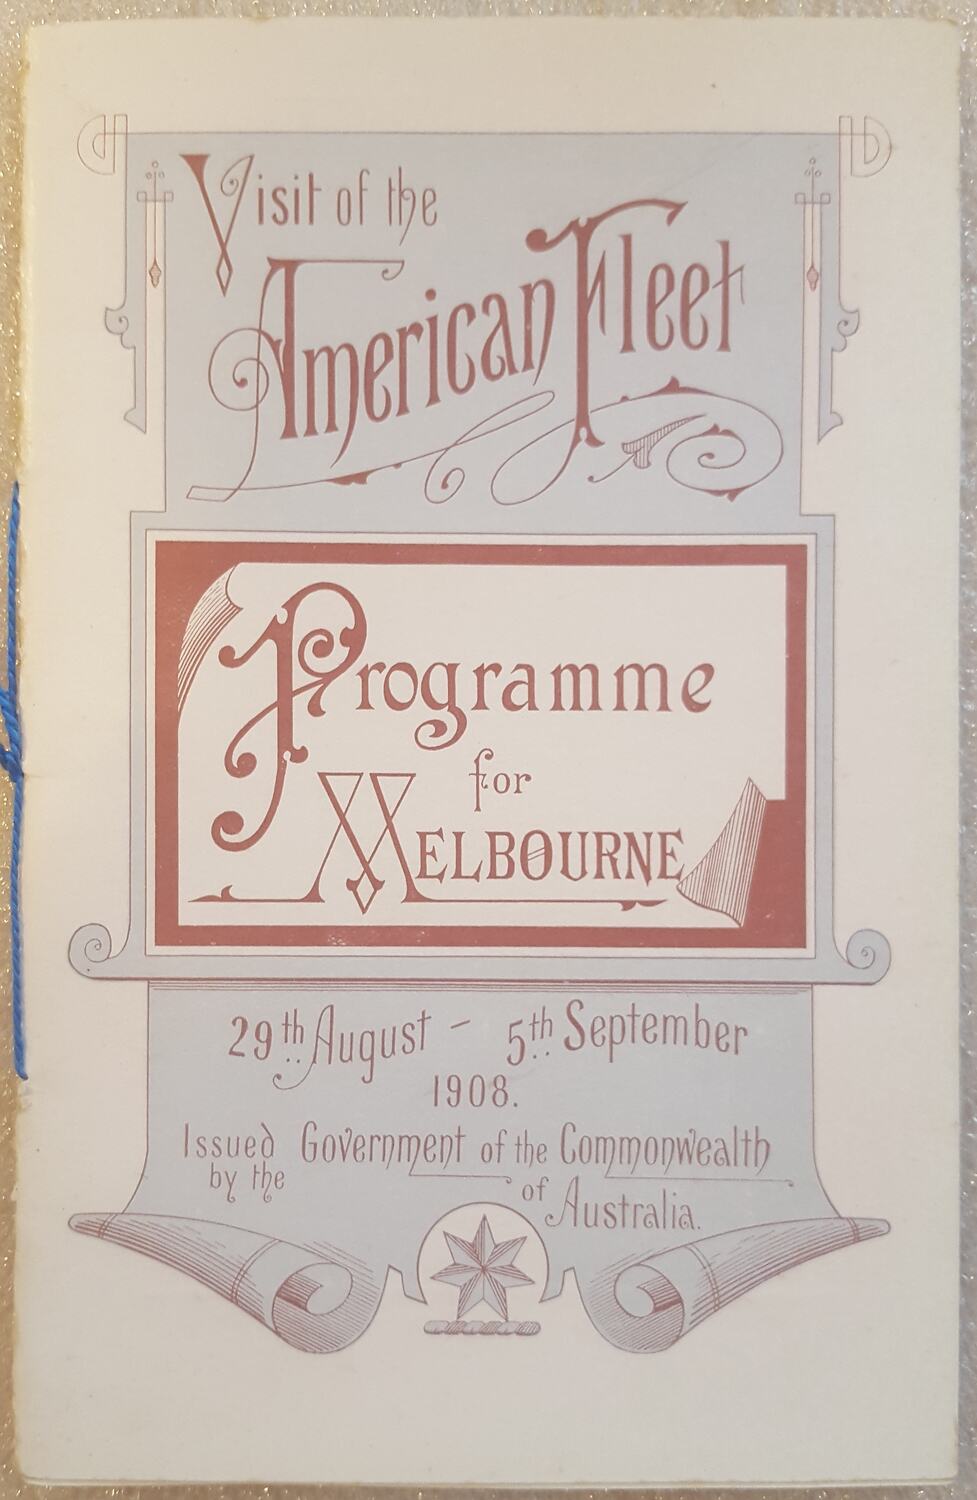 Visit of the
American Fleet
Programme
for
MELBOURNE
29th August - 5th September
1908.
Issued by the Government of the Commonwealth
of Australia.